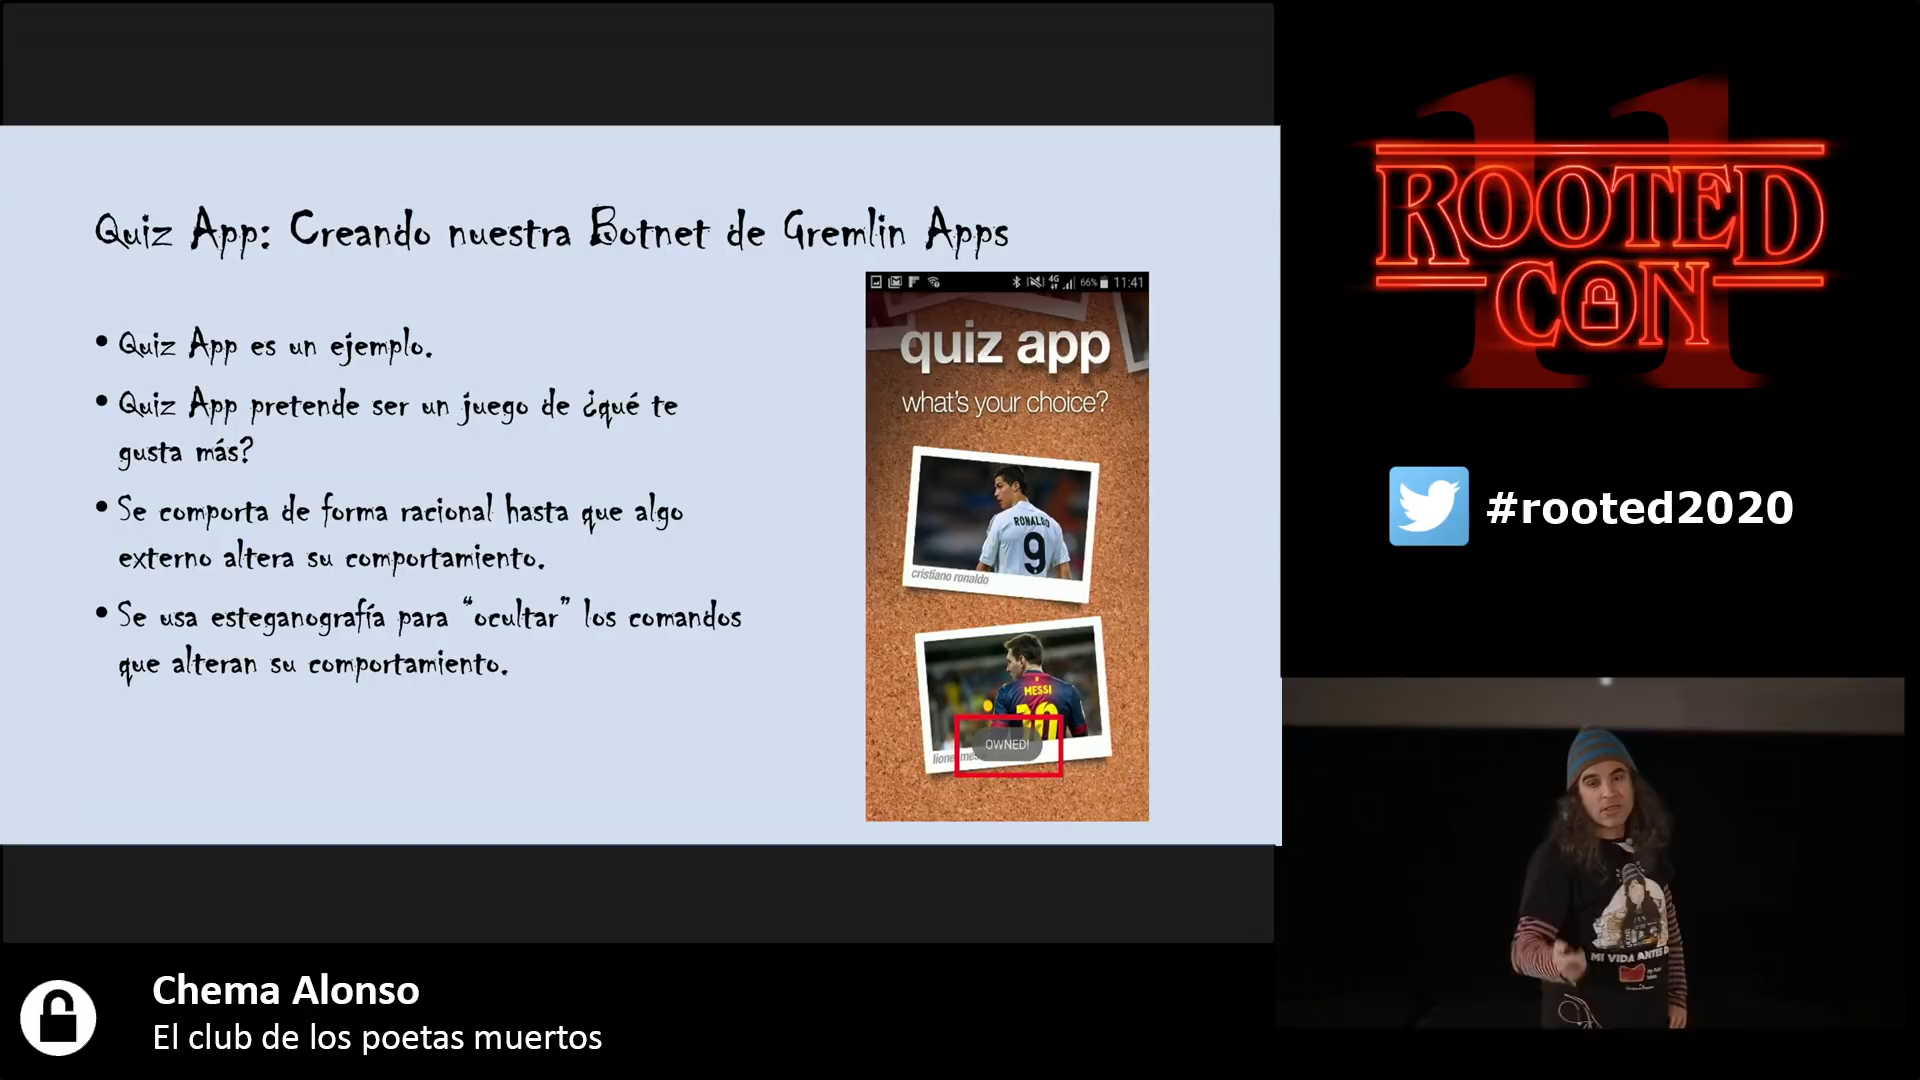 Quiz App: Creando nuestra Botnet de Gremlin Apps
• Quiz App es un ejemplo.
• Quiz App pretende ser un juego de ¿qué te
gusta más?
• Se comporta de forma racional hasta que algo
externo altera su comportamiento.
• Se usa esteganografía para “ocultar” los comandos
que alteran su comportamiento.
4G
66%
11:41
quiz app
what's your choice?
RONALDO
9
cristiano ronaldo
MESSI
10
OWNED!
11
ROOTED
CON
#rooted2020
MI VIDA ANTES
Chema Alonso
El club de los poetas muertos